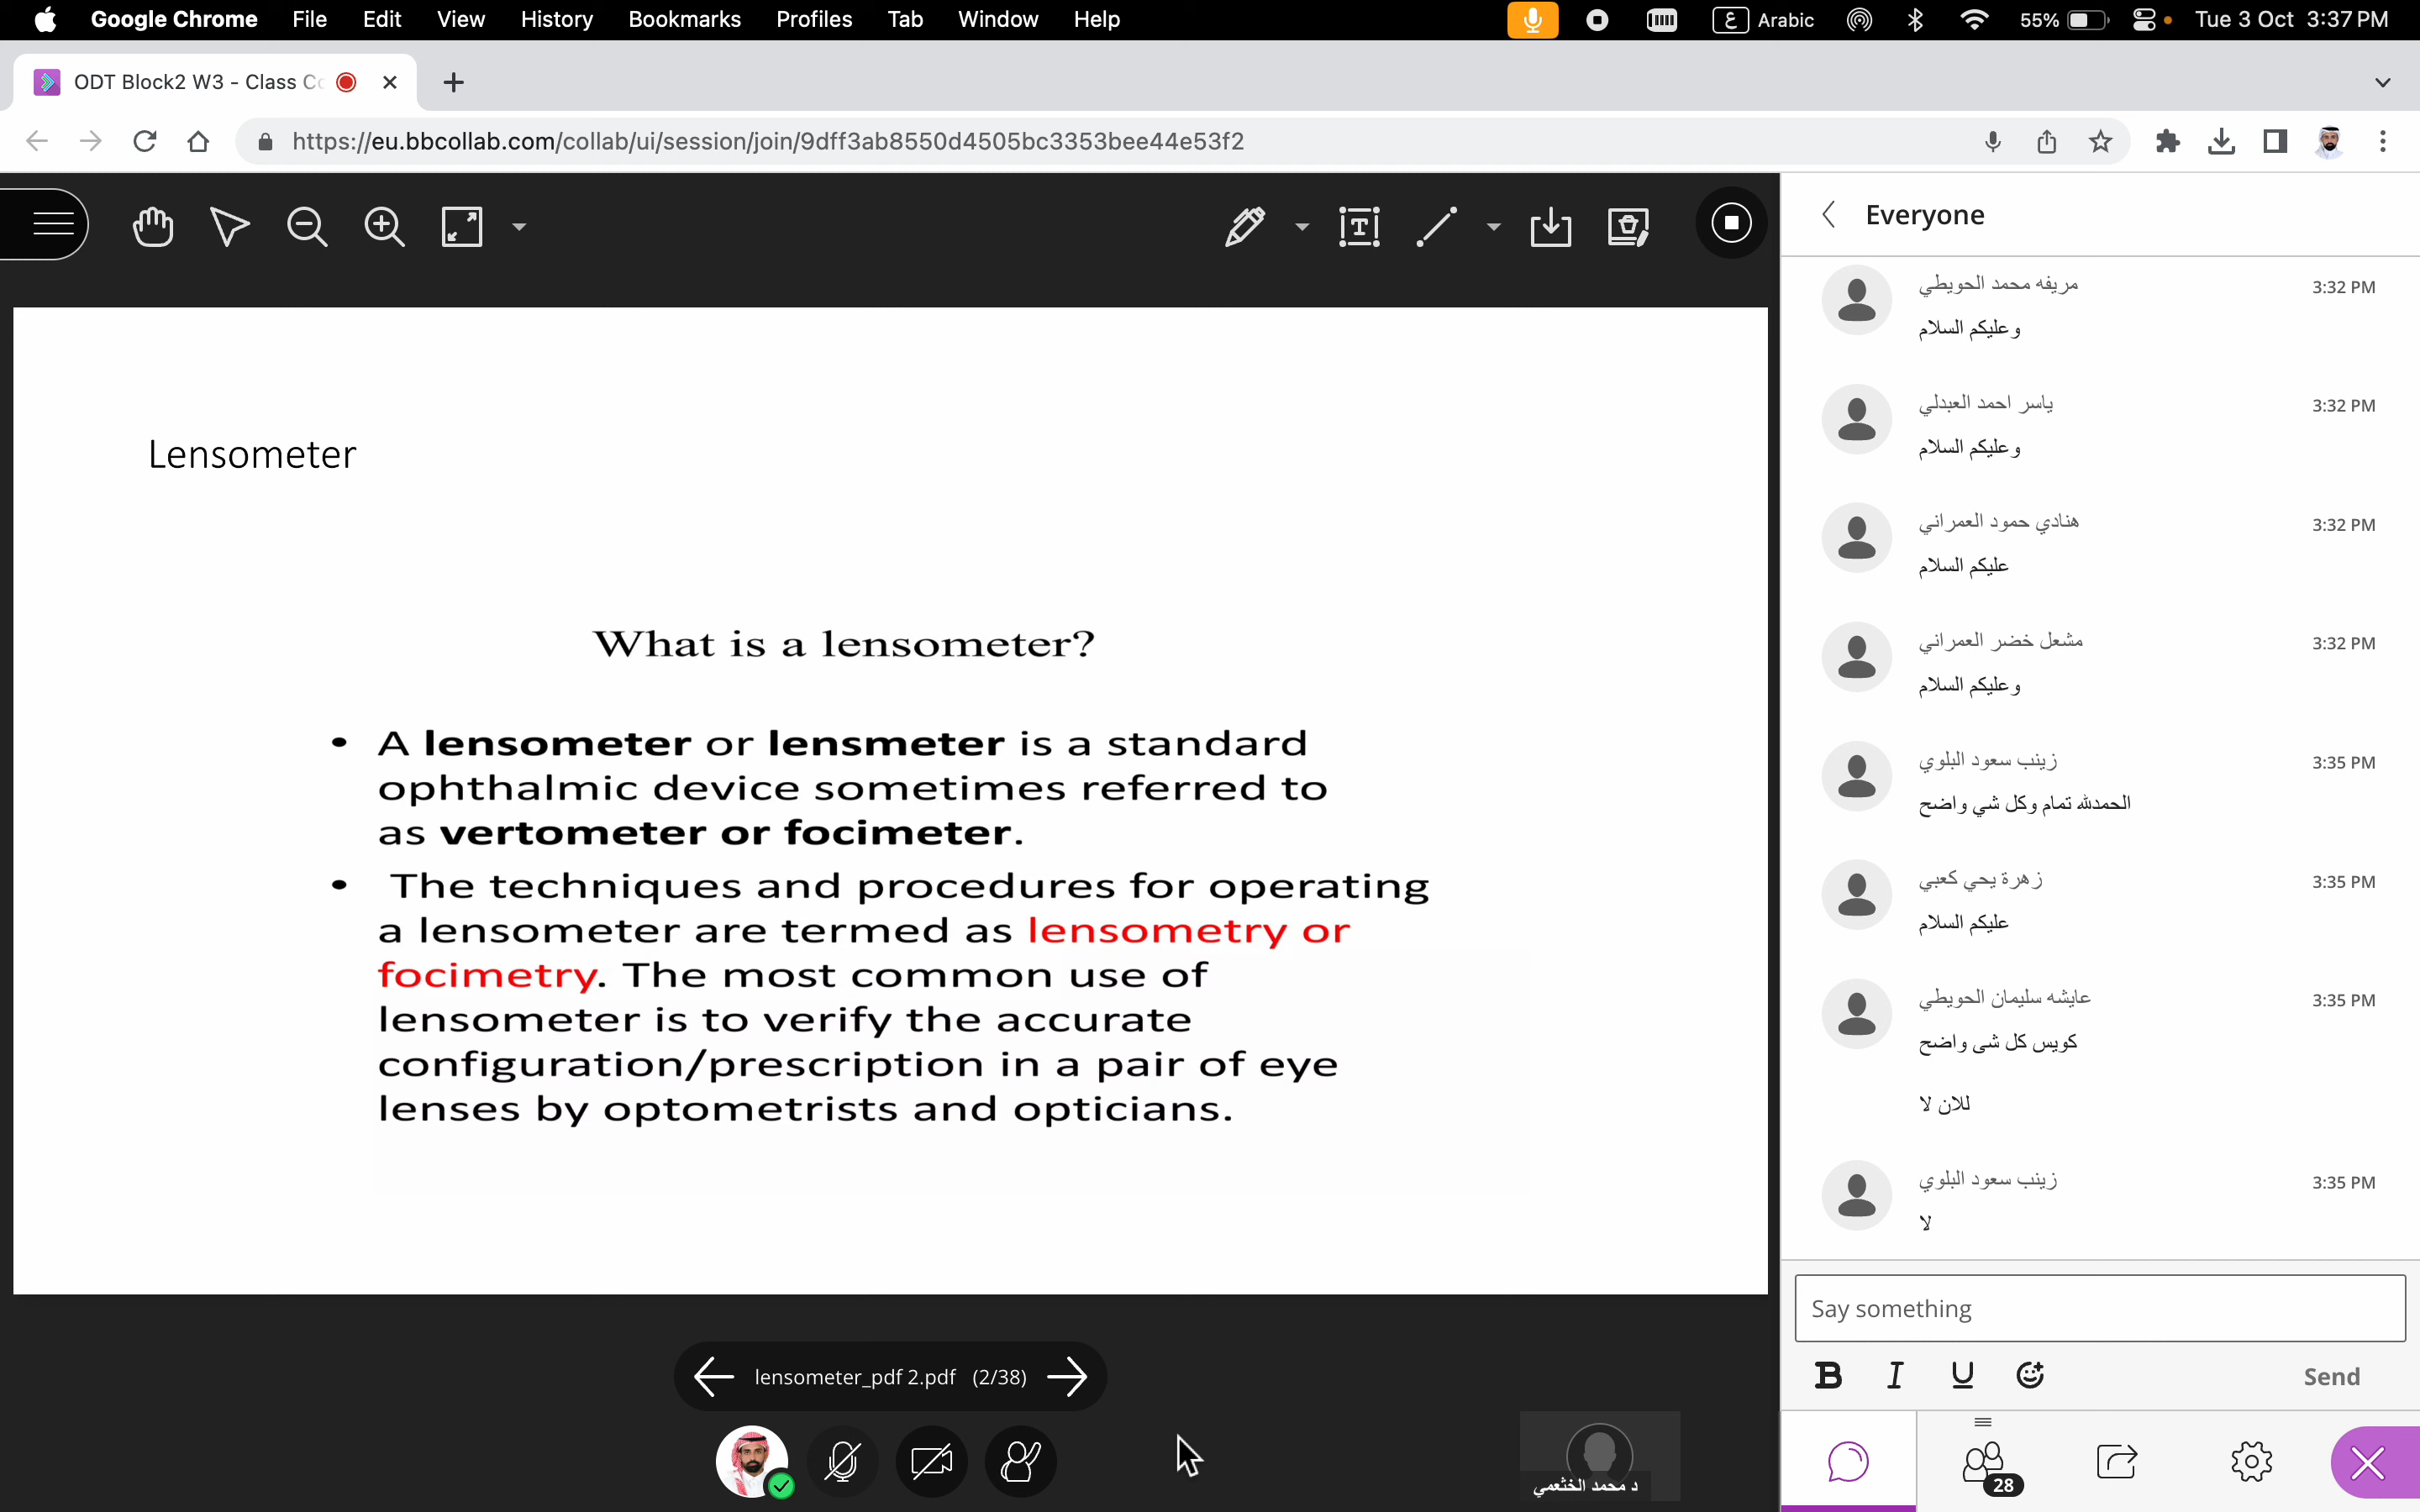 Google Chrome File Edit View History Bookmarks Profiles Tab Window Help
ع Arabic 55% Tue 3 Oct 3:37 PM
ODT Block2 W3 - Class Co
https://eu.bbcollab.com/collab/ui/session/join/9dff3ab8550d4505bc3353bee44e53f2
Lensometer
What is a lensometer?
• A lensometer or lensmeter is a standard
ophthalmic device sometimes referred to
as vertometer or focimeter.
• The techniques and procedures for operating
a lensometer are termed as lensometry or
focimetry. The most common use of
lensometer is to verify the accurate
configuration/prescription in a pair of eye
lenses by optometrists and opticians.
lensometer_pdf 2.pdf (2/38)
د محمد الخثعمي
Everyone
مريفه محمد الحويطي 3:32 PM
وعليكم السلام
ياسر احمد العبدلي 3:32 PM
وعليكم السلام
هنادي حمود العمراني 3:32 PM
عليكم السلام
مشعل خضر العمراني 3:32 PM
وعليكم السلام
زينب سعود البلوي 3:35 PM
الحمدلله تمام وكل شي واضح
زهرة يحي كعبي 3:35 PM
عليكم السلام
عايشه سليمان الحويطي 3:35 PM
كويس كل شى واضح
للان لا
زينب سعود البلوي 3:35 PM
لا
Say something
B I U Send
28